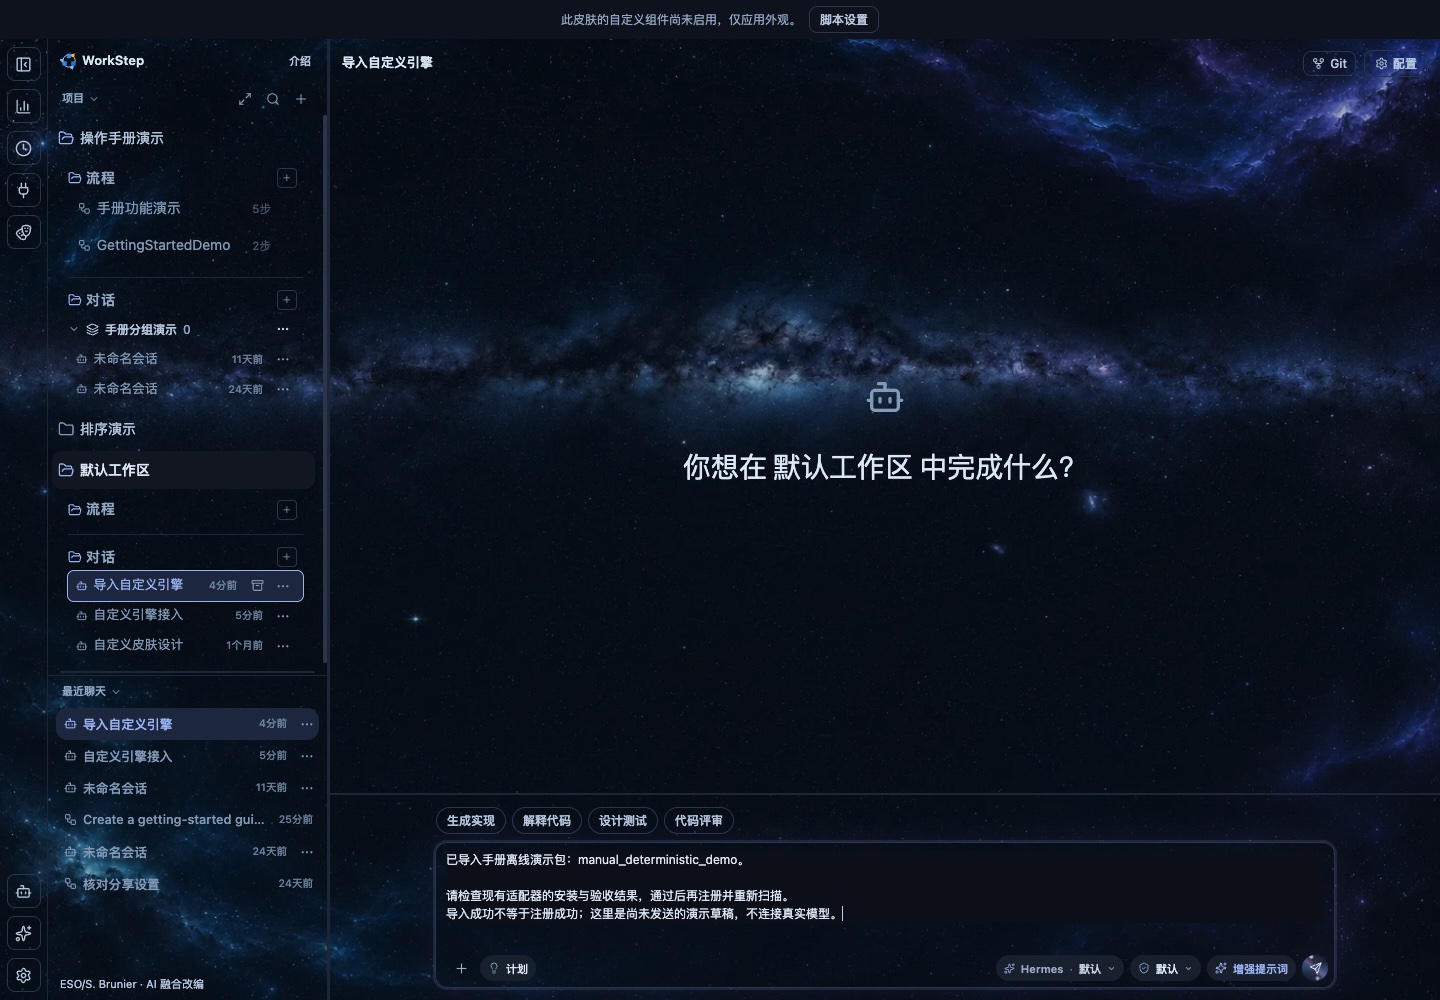 此皮肤的自定义组件尚未启用，仅应用外观。 脚本设置
WorkStep 介绍
导入自定义引擎 Git 配置
项目
操作手册演示
流程
手册功能演示 5步
GettingStartedDemo 2步
对话
手册分组演示 0
未命名会话 11天前
未命名会话 24天前
排序演示
默认工作区
流程
对话
导入自定义引擎 4分前
自定义引擎接入 5分前
自定义皮肤设计 1个月前
最近聊天
导入自定义引擎 4分前
自定义引擎接入 5分前
未命名会话 11天前
Create a getting-started gui... 25分前
未命名会话 24天前
核对分享设置 24天前
ESO/S. Brunier · AI 融合改编
你想在 默认工作区 中完成什么?
生成实现 解释代码 设计测试 代码评审
已导入手册离线演示包：manual_deterministic_demo。
请检查现有适配器的安装与验收结果，通过后再注册并重新扫描。
导入成功不等于注册成功；这里是尚未发送的演示草稿，不连接真实模型。
计划 Hermes · 默认 默认 增强提示词